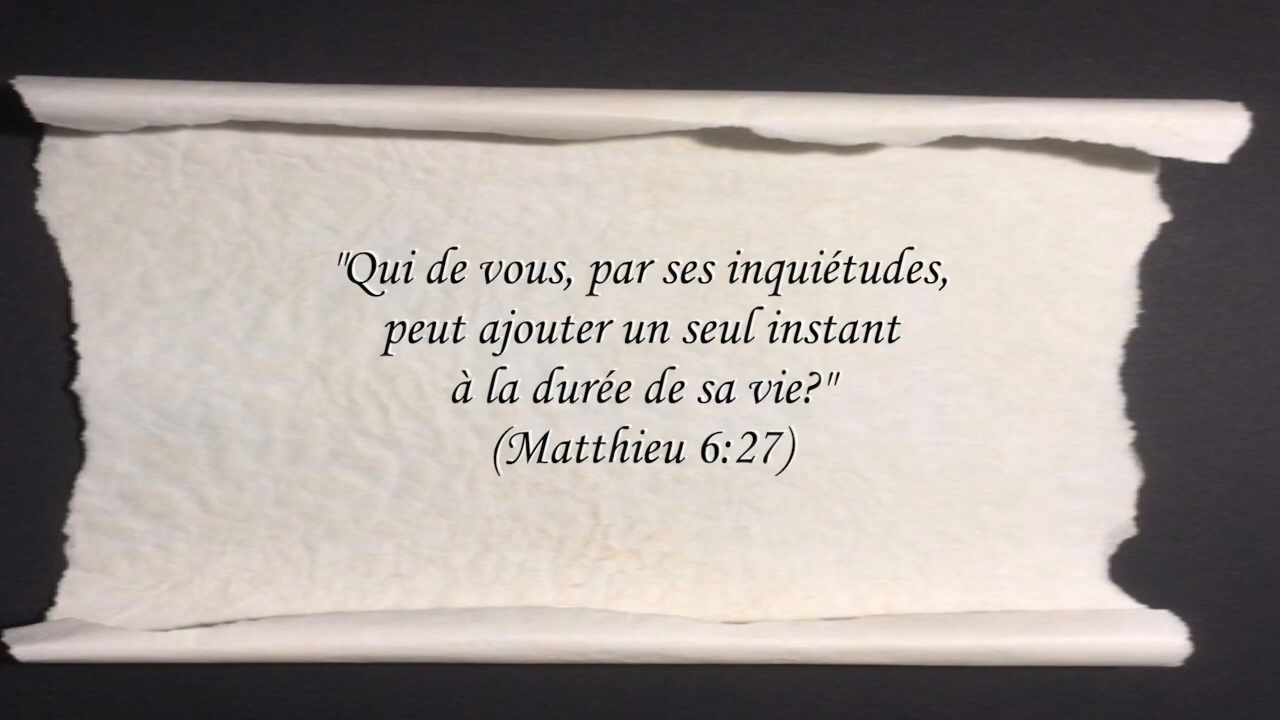 "Qui de vous, par ses inquiétudes,
peut ajouter un seul instant
à la durée de sa vie?"
(Matthieu 6:27)